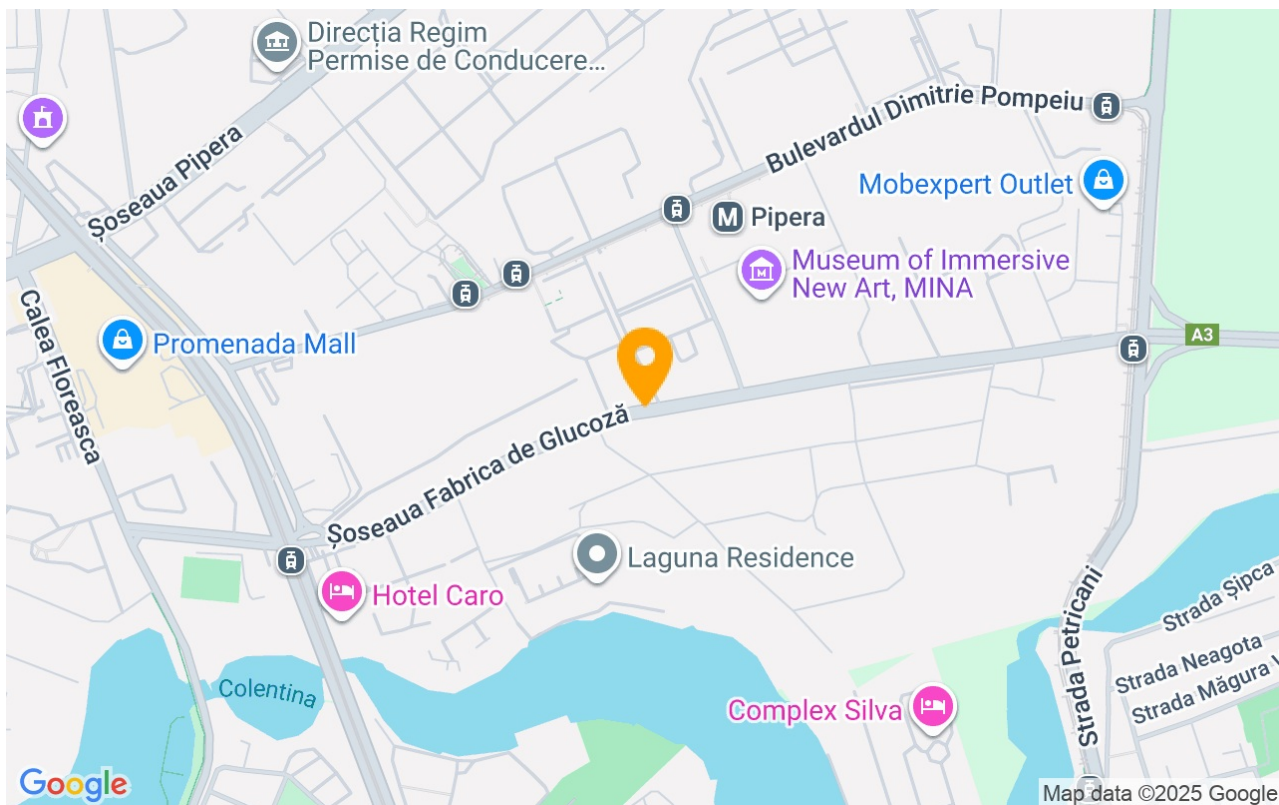 Direcția Regim
Permise de Conducere...
Șoseaua Pipera
Bulevardul Dimitrie Pompeiu
Mobexpert Outlet
M Pipera
Museum of Immersive
New Art, MINA
Calea Floreasca
Promenada Mall
A3
Șoseaua Fabrica de Glucoză
Laguna Residence
Hotel Caro
Strada Petricani
Strada Șipca
Strada Neagota
Strada Măgura
Colentina
Complex Silva
Google
Map data ©2025 Google